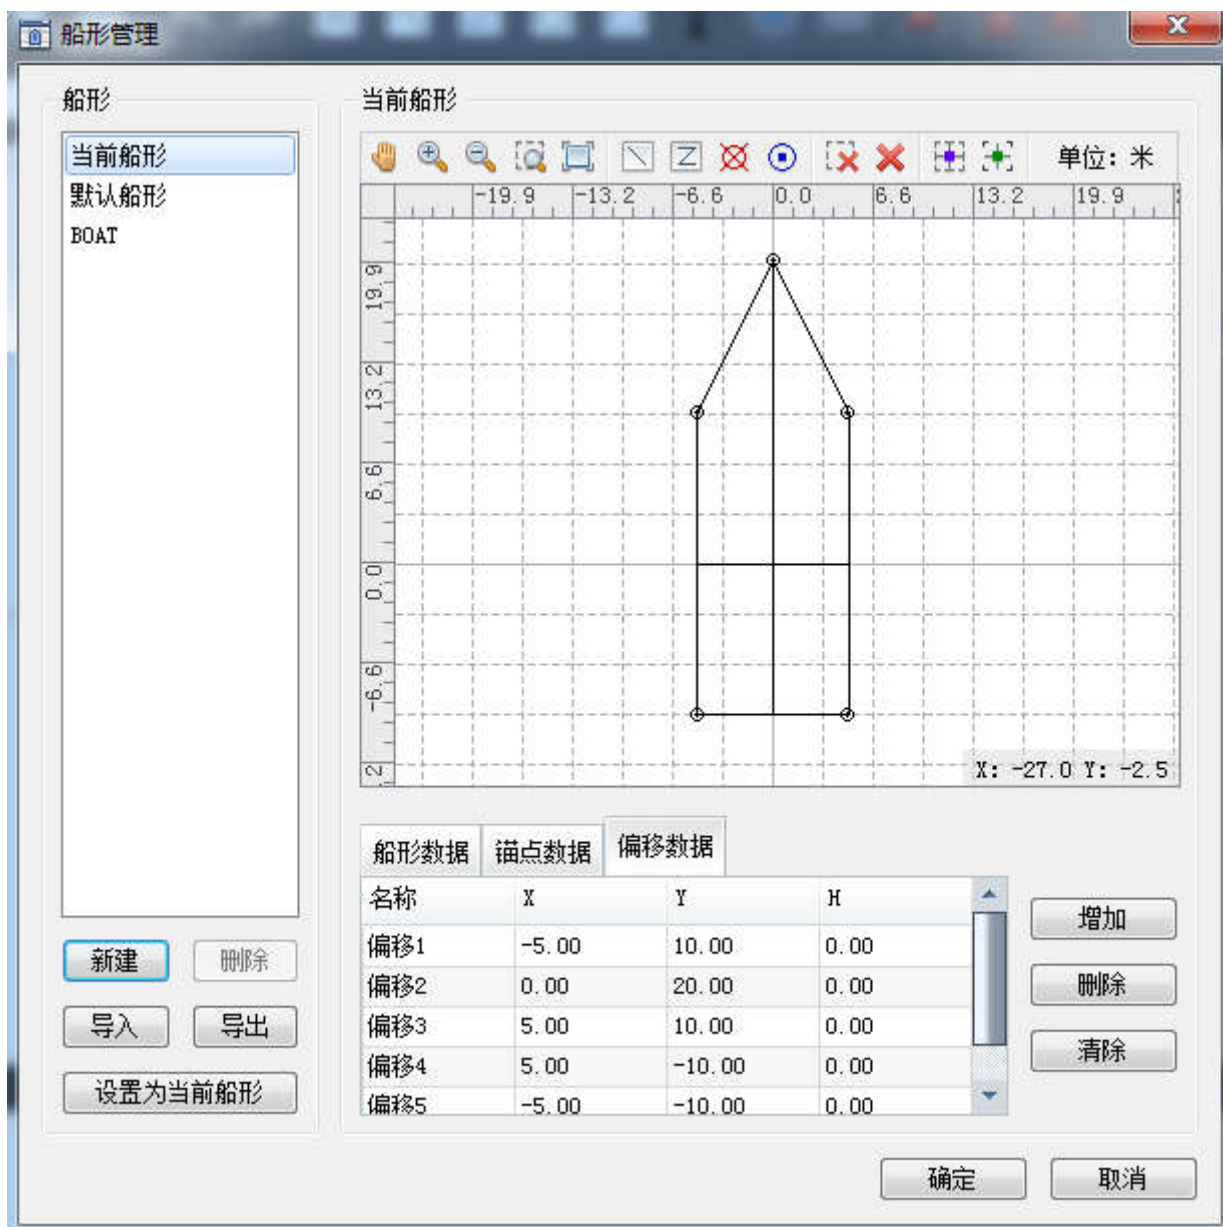 船形管理
船形
当前船形
默认船形
BOAT
新建
删除
导入
导出
设置为当前船形
当前船形
单位: 米
-19.9 -13.2 -6.6 0.0 6.6 13.2 19.9
19.9
13.2
6.6
0.0
-6.6
X: -27.0 Y: -2.5
船形数据 锚点数据 偏移数据
名称 X Y H
偏移1 -5.00 10.00 0.00
偏移2 0.00 20.00 0.00
偏移3 5.00 10.00 0.00
偏移4 5.00 -10.00 0.00
偏移5 -5.00 -10.00 0.00
增加
删除
清除
确定
取消